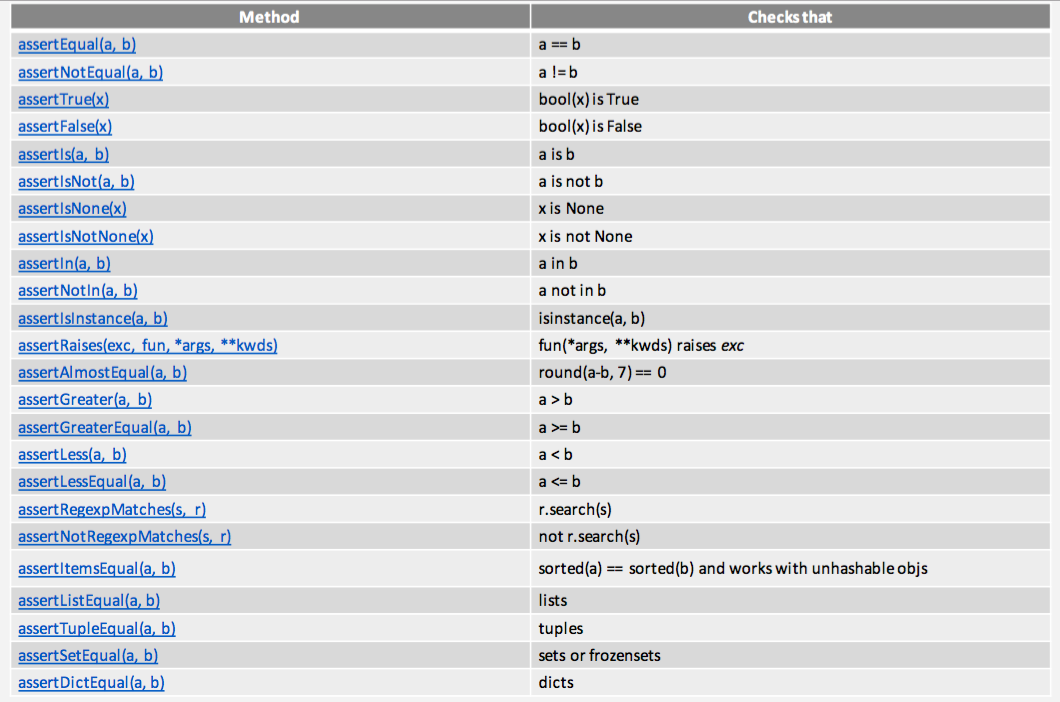 Method Checks that
assertEqual(a, b) a == b
assertNotEqual(a, b) a != b
assertTrue(x) bool(x) is True
assertFalse(x) bool(x) is False
assertIs(a, b) a is b
assertIsNot(a, b) a is not b
assertIsNone(x) x is None
assertIsNotNone(x) x is not None
assertIn(a, b) a in b
assertNotIn(a, b) a not in b
assertIsInstance(a, b) isinstance(a, b)
assertRaises(exc, fun, *args, **kwds) fun(*args, **kwds) raises exc
assertAlmostEqual(a, b) round(a-b, 7) == 0
assertGreater(a, b) a > b
assertGreaterEqual(a, b) a >= b
assertLess(a, b) a < b
assertLessEqual(a, b) a <= b
assertRegexpMatches(s, r) r.search(s)
assertNotRegexpMatches(s, r) not r.search(s)
assertItemsEqual(a, b) sorted(a) == sorted(b) and works with unhashable objs
assertListEqual(a, b) lists
assertTupleEqual(a, b) tuples
assertSetEqual(a, b) sets or frozensets
assertDictEqual(a, b) dicts